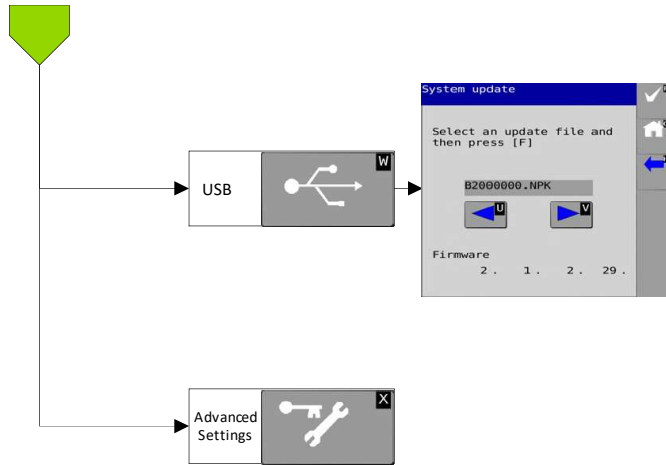 System update
Select an update file and
then press [F]
W
USB
B2000000.NPK
U
V
Firmware
2. 1. 2. 29.
X
Advanced
Settings